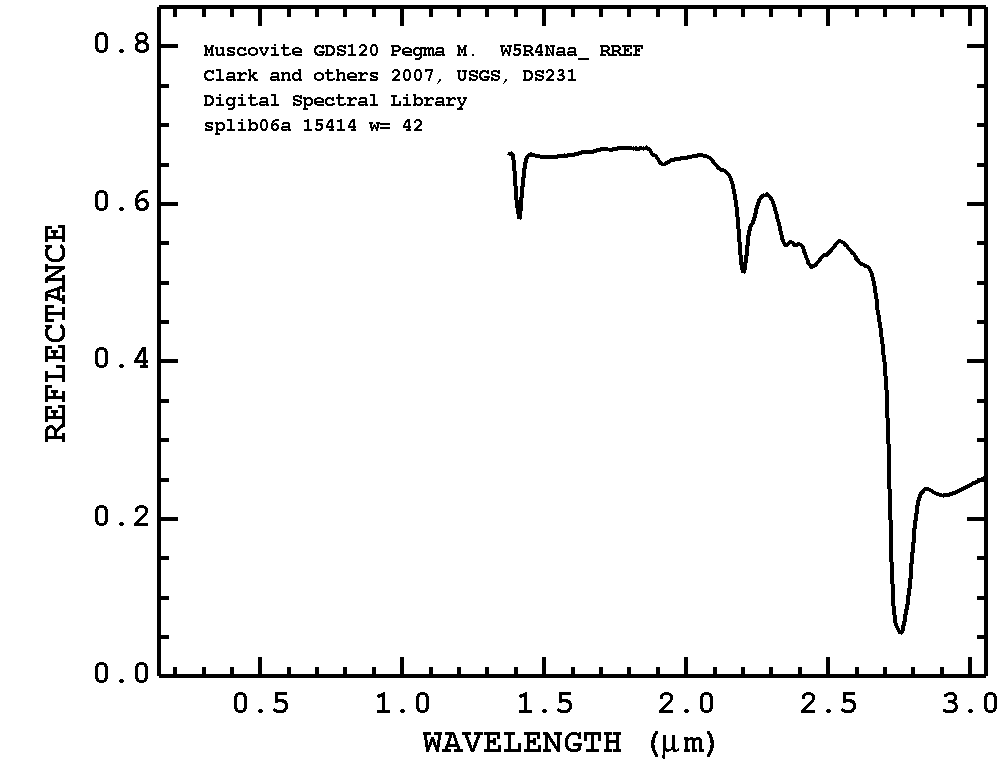 Muscovite GDS120 Pegma M.  W5R4Naa_ RREF
Clark and others 2007, USGS, DS231
Digital Spectral Library
splib06a 15414 w= 42
REFLECTANCE
0.8
0.6
0.4
0.2
0.0
0.5 1.0 1.5 2.0 2.5 3.0
WAVELENGTH (μm)